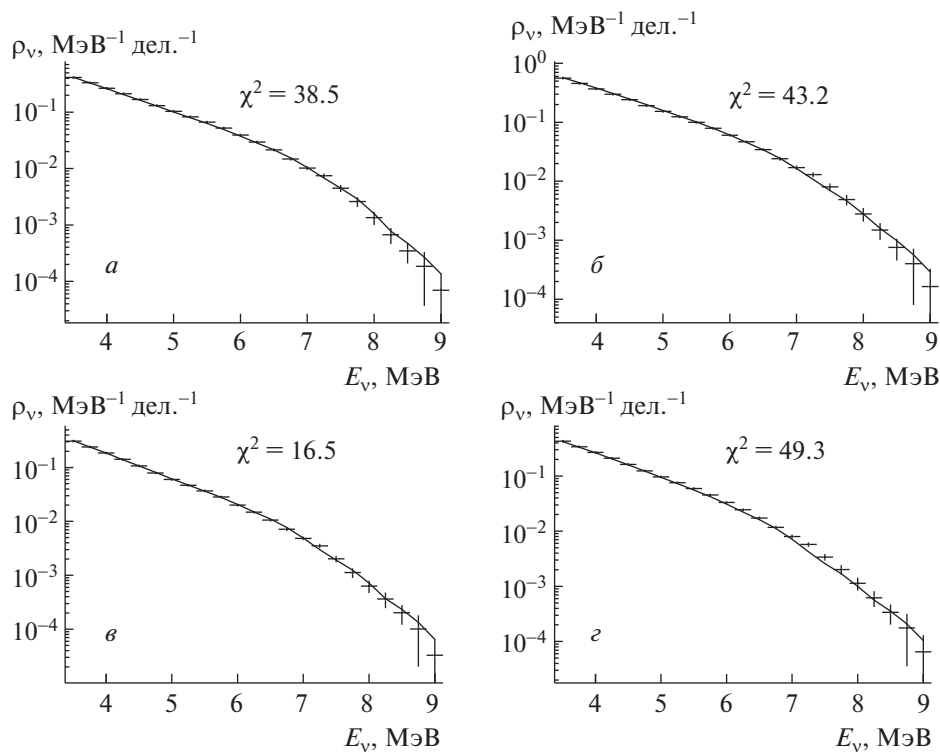 ρν, МэВ⁻¹ дел.⁻¹
χ² = 38.5
10⁻¹
10⁻²
10⁻³
10⁻⁴
а
4 5 6 7 8 9
Eν, МэВ
ρν, МэВ⁻¹ дел.⁻¹
10⁰
χ² = 43.2
10⁻¹
10⁻²
10⁻³
10⁻⁴
б
4 5 6 7 8 9
Eν, МэВ
ρν, МэВ⁻¹ дел.⁻¹
χ² = 16.5
10⁻¹
10⁻²
10⁻³
10⁻⁴
в
4 5 6 7 8 9
Eν, МэВ
ρν, МэВ⁻¹ дел.⁻¹
χ² = 49.3
10⁻¹
10⁻²
10⁻³
10⁻⁴
г
4 5 6 7 8 9
Eν, МэВ